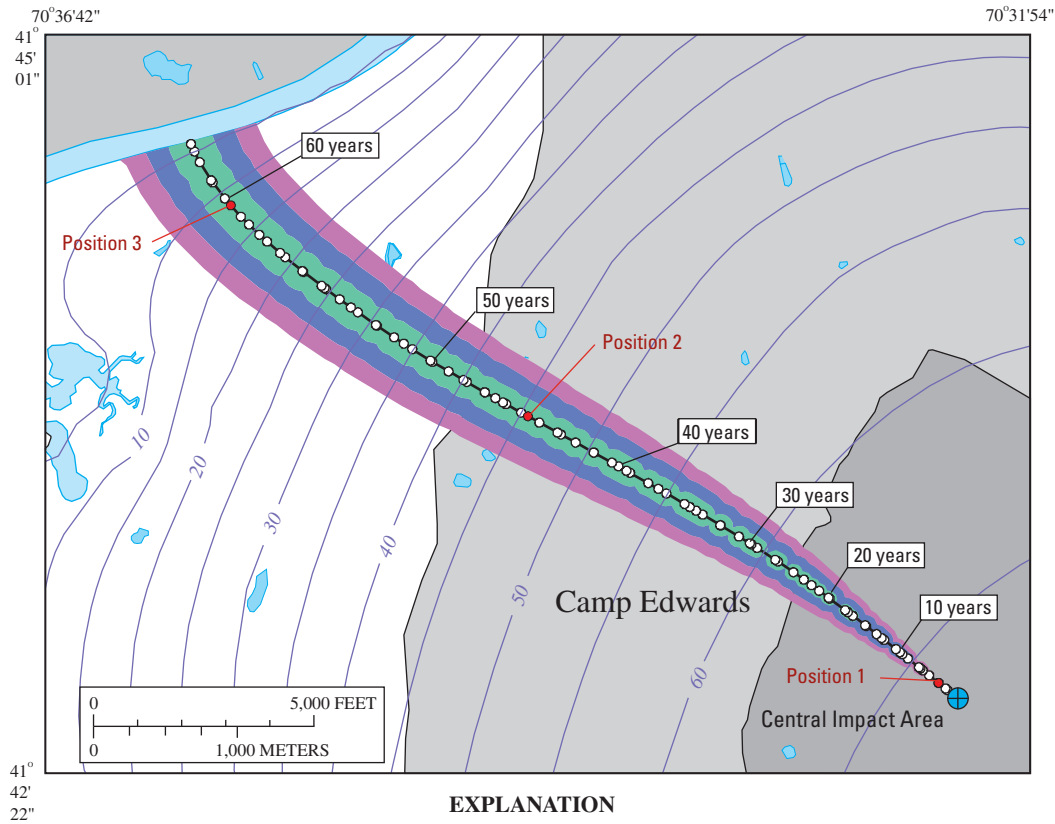 70°36'42"
70°31'54"
41°
45'
01"
60 years
Position 3
50 years
Position 2
40 years
10
20
30
40
50
60
30 years
20 years
Camp Edwards
10 years
Position 1
Central Impact Area
0 5,000 FEET
0 1,000 METERS
41°
42'
22"
EXPLANATION